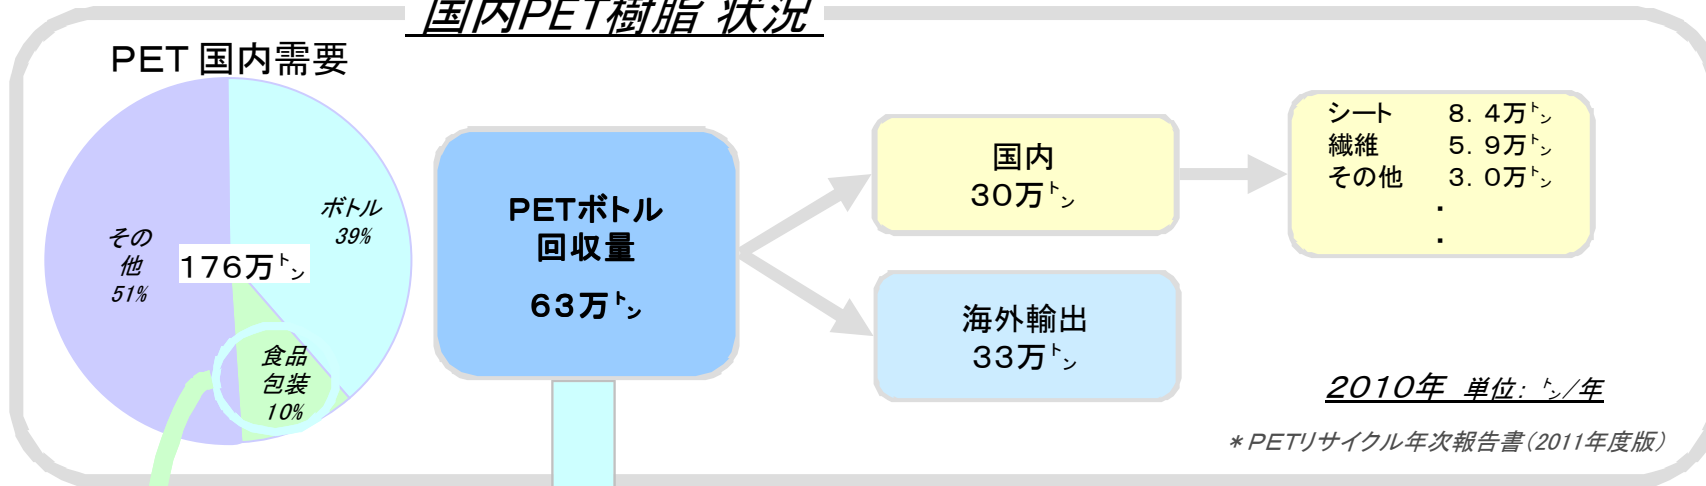 国内PET樹脂 状況
PET 国内需要
ボトル
39%
その
他
51%
176万㌧
食品
包装
10%
PETボトル
回収量
63万㌧
国内
30万㌧
海外輸出
33万㌧
シート 8.4万㌧
繊維 5.9万㌧
その他 3.0万㌧
・
・
2010年 単位:㌧/年
*PETリサイクル年次報告書(2011年度版)